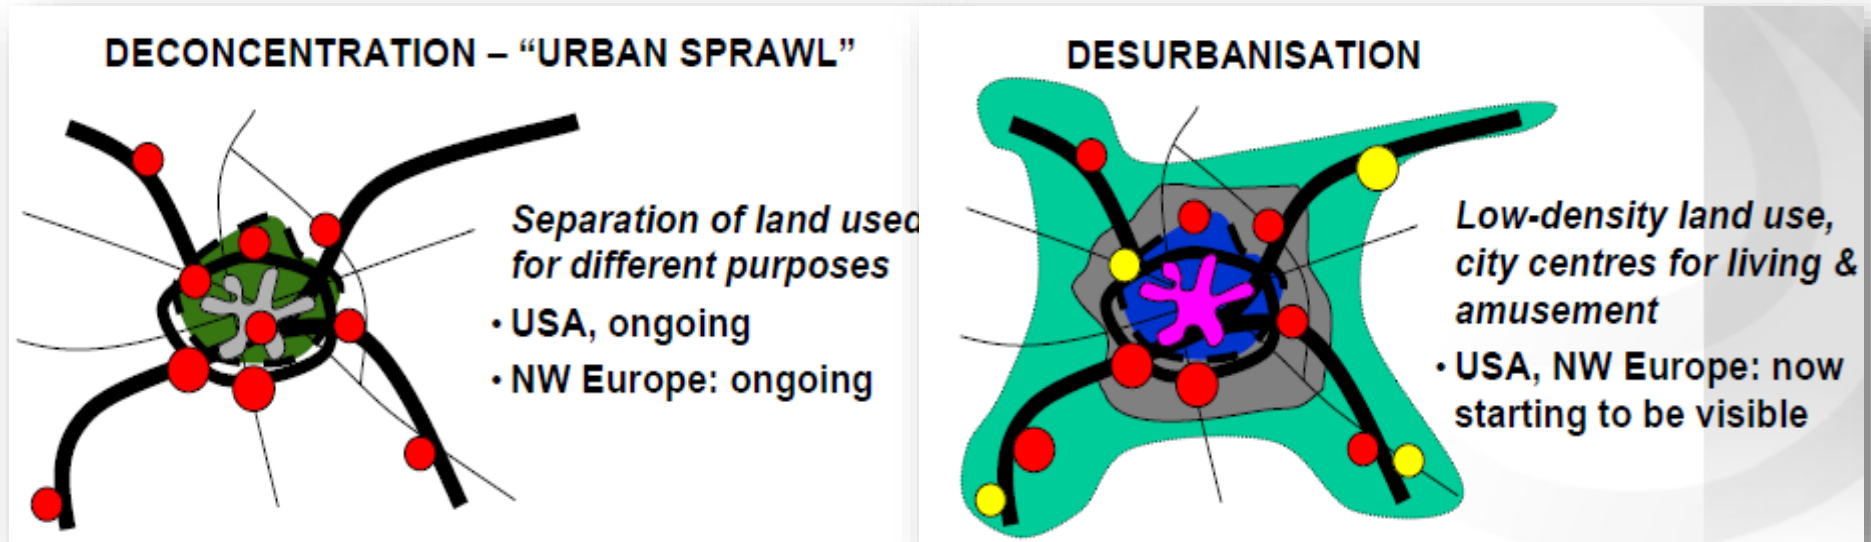 DECONCENTRATION – “URBAN SPRAWL”
Separation of land used
for different purposes
• USA, ongoing
• NW Europe: ongoing
DESURBANISATION
Low-density land use,
city centres for living &
amusement
• USA, NW Europe: now
starting to be visible